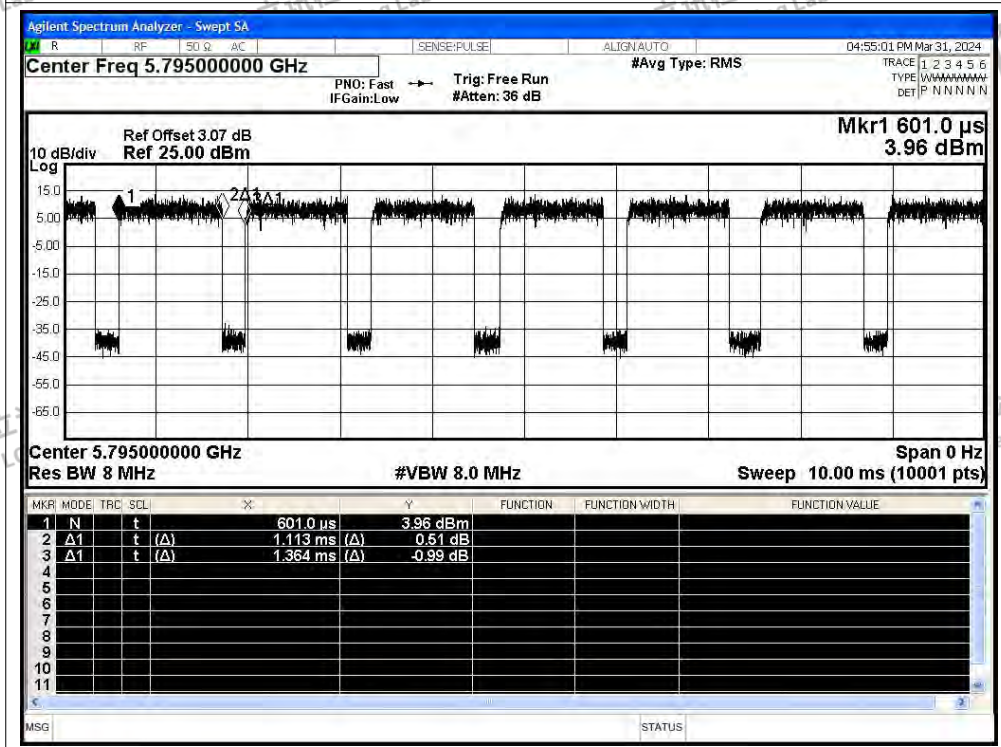 Agilent Spectrum Analyzer - Swept SA
R RF 50 Ω AC SENSE:PULSE ALIGN AUTO 04:55:01 PM Mar 31, 2024
Center Freq 5.795000000 GHz
#Avg Type: RMS
TRACE 1 2 3 4 5 6
PNO: Fast Trig: Free Run
TYPE
IFGain:Low #Atten: 36 dB
DET P N N N N N
Mkr1 601.0 µs
3.96 dBm
Ref Offset 3.07 dB
10 dB/div Ref 25.00 dBm
Log
15.0
1 2Δ1 3Δ1
5.00
-5.00
-15.0
-25.0
-35.0
-45.0
-55.0
-65.0
Center 5.795000000 GHz Span 0 Hz
Res BW 8 MHz #VBW 8.0 MHz Sweep 10.00 ms (10001 pts)
MKR MODE TRC SCL X Y FUNCTION FUNCTION WIDTH FUNCTION VALUE
1 N t 601.0 µs 3.96 dBm
2 Δ1 t (Δ) 1.113 ms (Δ) 0.51 dB
3 Δ1 t (Δ) 1.364 ms (Δ) -0.99 dB
4
5
6
7
8
9
10
11
MSG STATUS